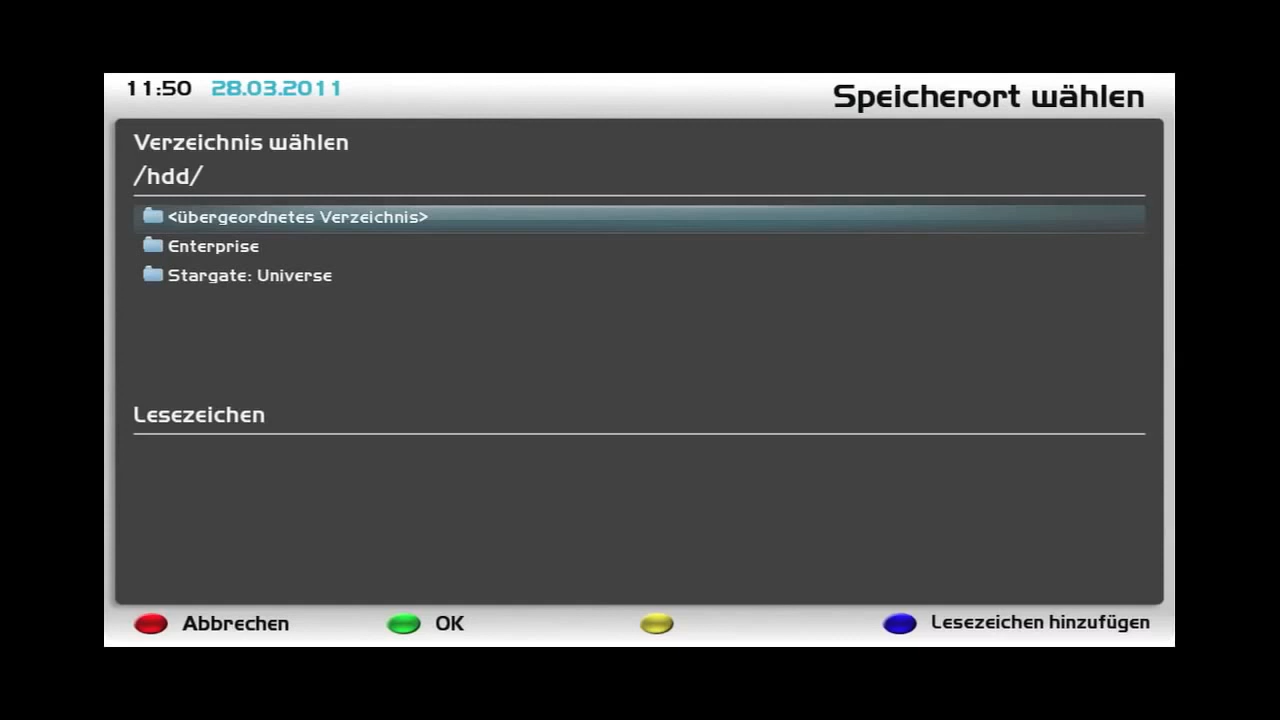 11:50 28.03.2011
Speicherort wählen
Verzeichnis wählen
/hdd/
<übergeordnetes Verzeichnis>
Enterprise
Stargate: Universe
Lesezeichen
Abbrechen OK Lesezeichen hinzufügen